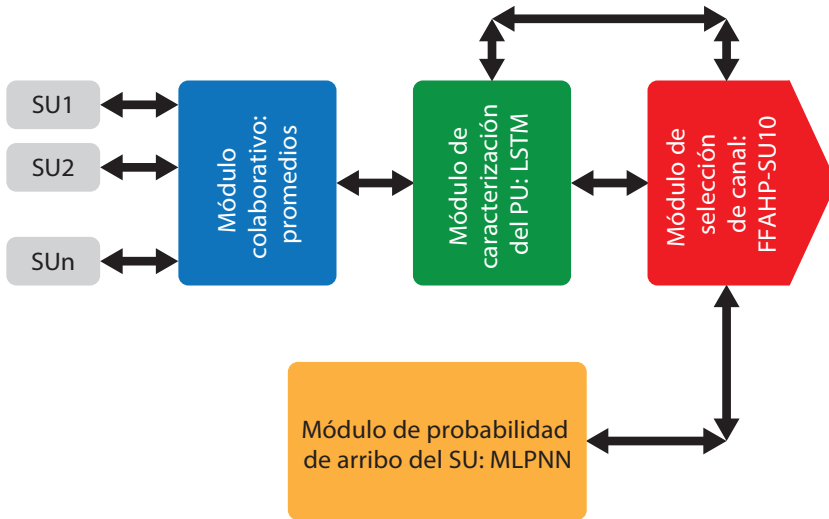 SU1
SU2
SUn
Módulo
colaborativo:
promedios
Módulo de
caracterización
del PU: LSTM
Módulo de
selección
de canal:
FFAHP-SU10
Módulo de probabilidad
de arribo del SU: MLPNN